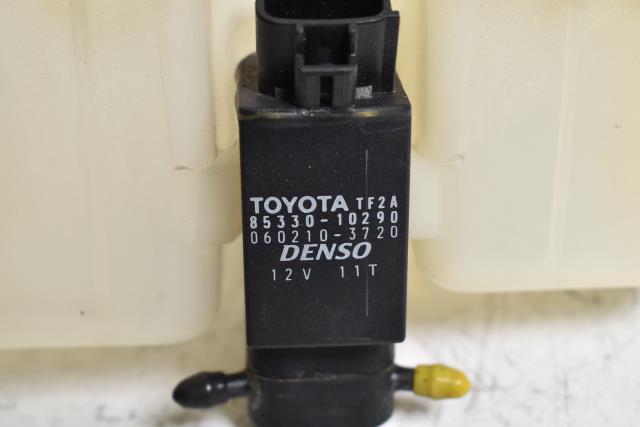 TOYOTA TF2A
85330-10290
060210-3720
DENSO
12V 11T